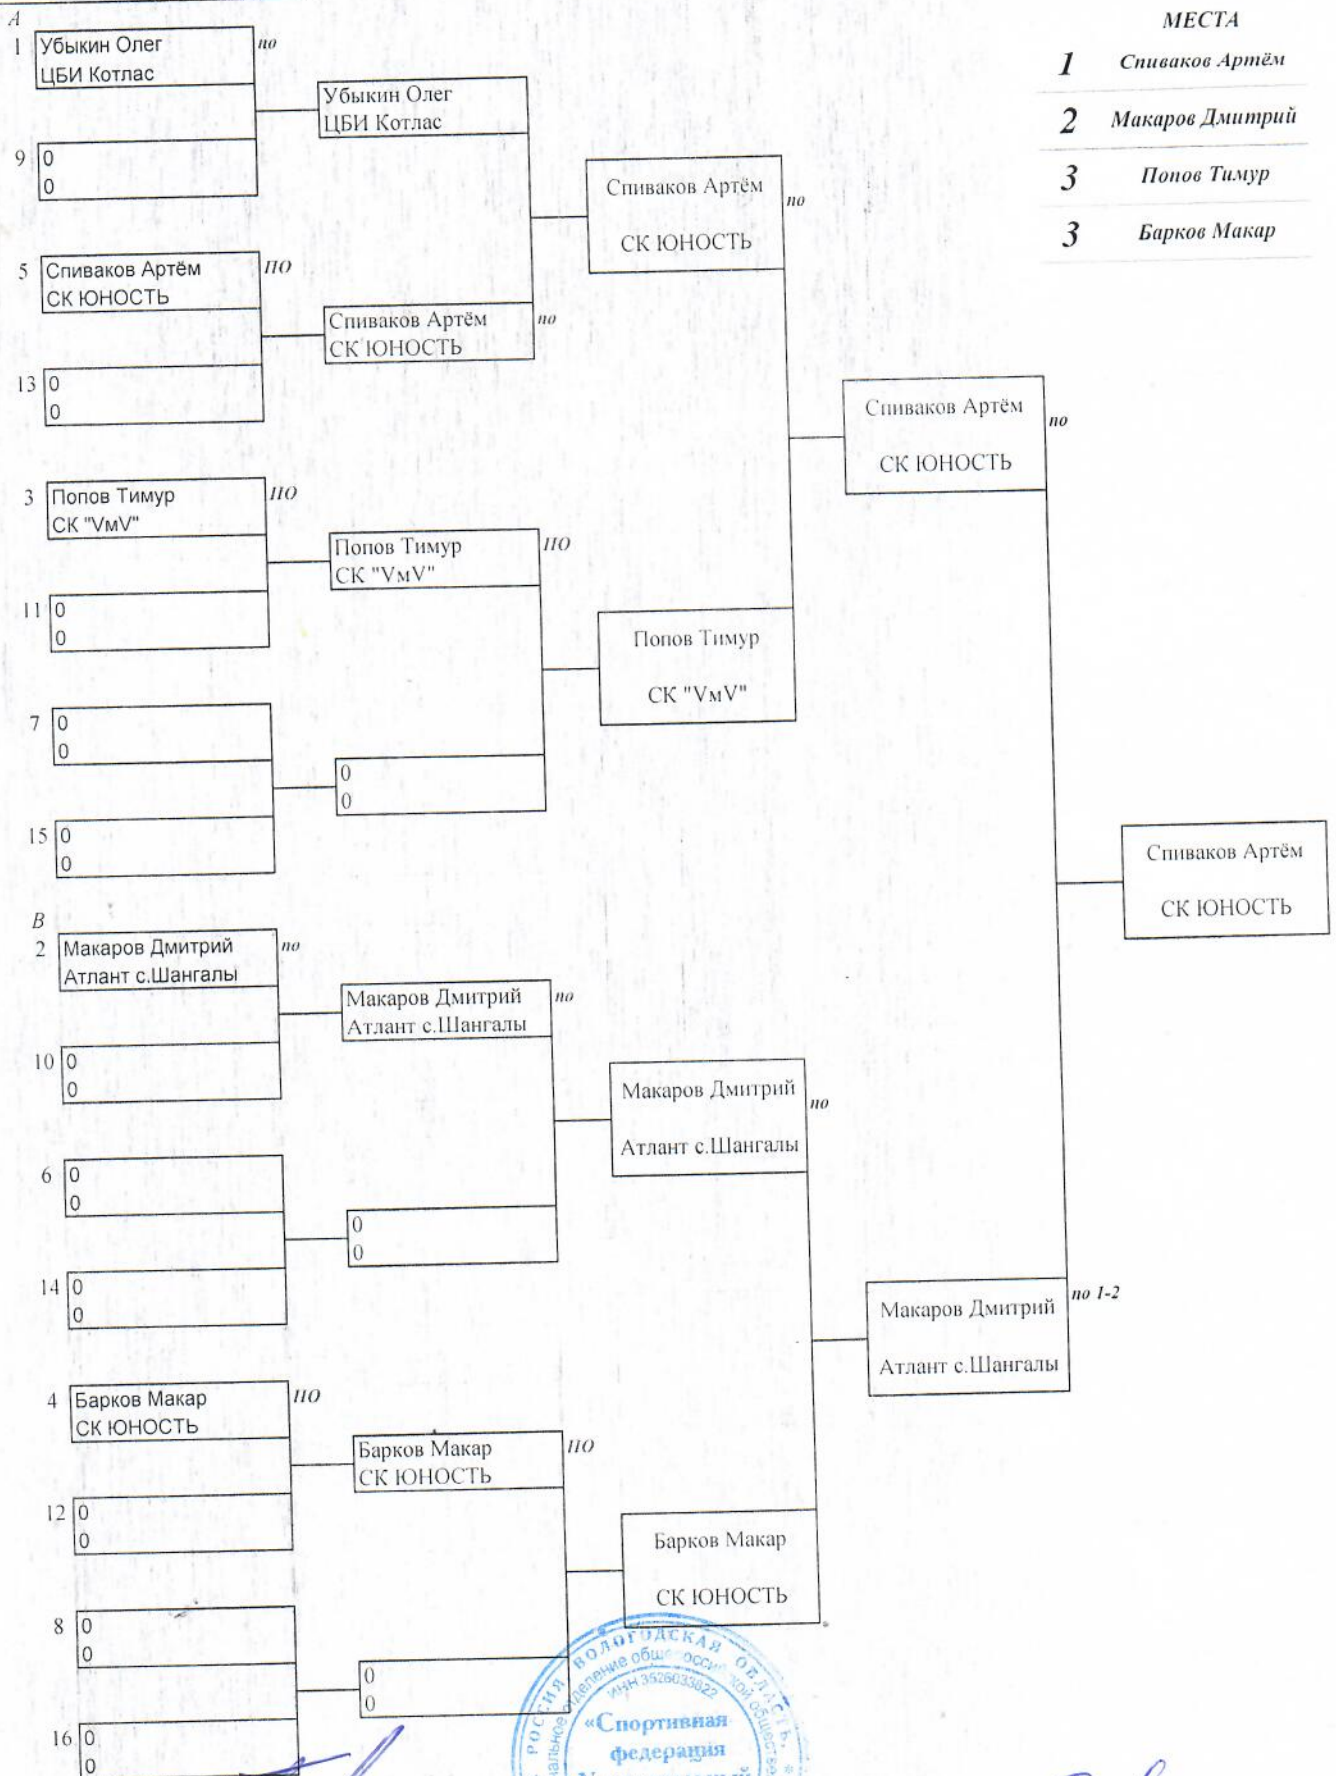 А
МЕСТА
1 Спиваков Артём
2 Макаров Дмитрий
3 Попов Тимур
3 Барков Макар
1 Убыкин Олег по
ЦБИ Котлас
Убыкин Олег
ЦБИ Котлас
9 0
0
Спиваков Артём по
СК ЮНОСТЬ
5 Спиваков Артём ПО
СК ЮНОСТЬ
Спиваков Артём по
СК ЮНОСТЬ
13 0
0
Спиваков Артём по
СК ЮНОСТЬ
3 Попов Тимур ПО
СК "VмV"
Попов Тимур ПО
СК "VмV"
11 0
0
Попов Тимур
СК "VмV"
7 0
0
0
0
15 0
0
Спиваков Артём
СК ЮНОСТЬ
В
2 Макаров Дмитрий по
Атлант с.Шангалы
Макаров Дмитрий по
Атлант с.Шангалы
10 0
0
Макаров Дмитрий по
Атлант с.Шангалы
6 0
0
0
0
14 0
0
Макаров Дмитрий по 1-2
Атлант с.Шангалы
4 Барков Макар ПО
СК ЮНОСТЬ
Барков Макар ПО
СК ЮНОСТЬ
12 0
0
Барков Макар
СК ЮНОСТЬ
8 0
0
0
0
16 0
0
РОССИЯ ВОЛОГОДСКАЯ ОБЛАСТЬ
ИНН 3526033022
«Спортивная
федерация